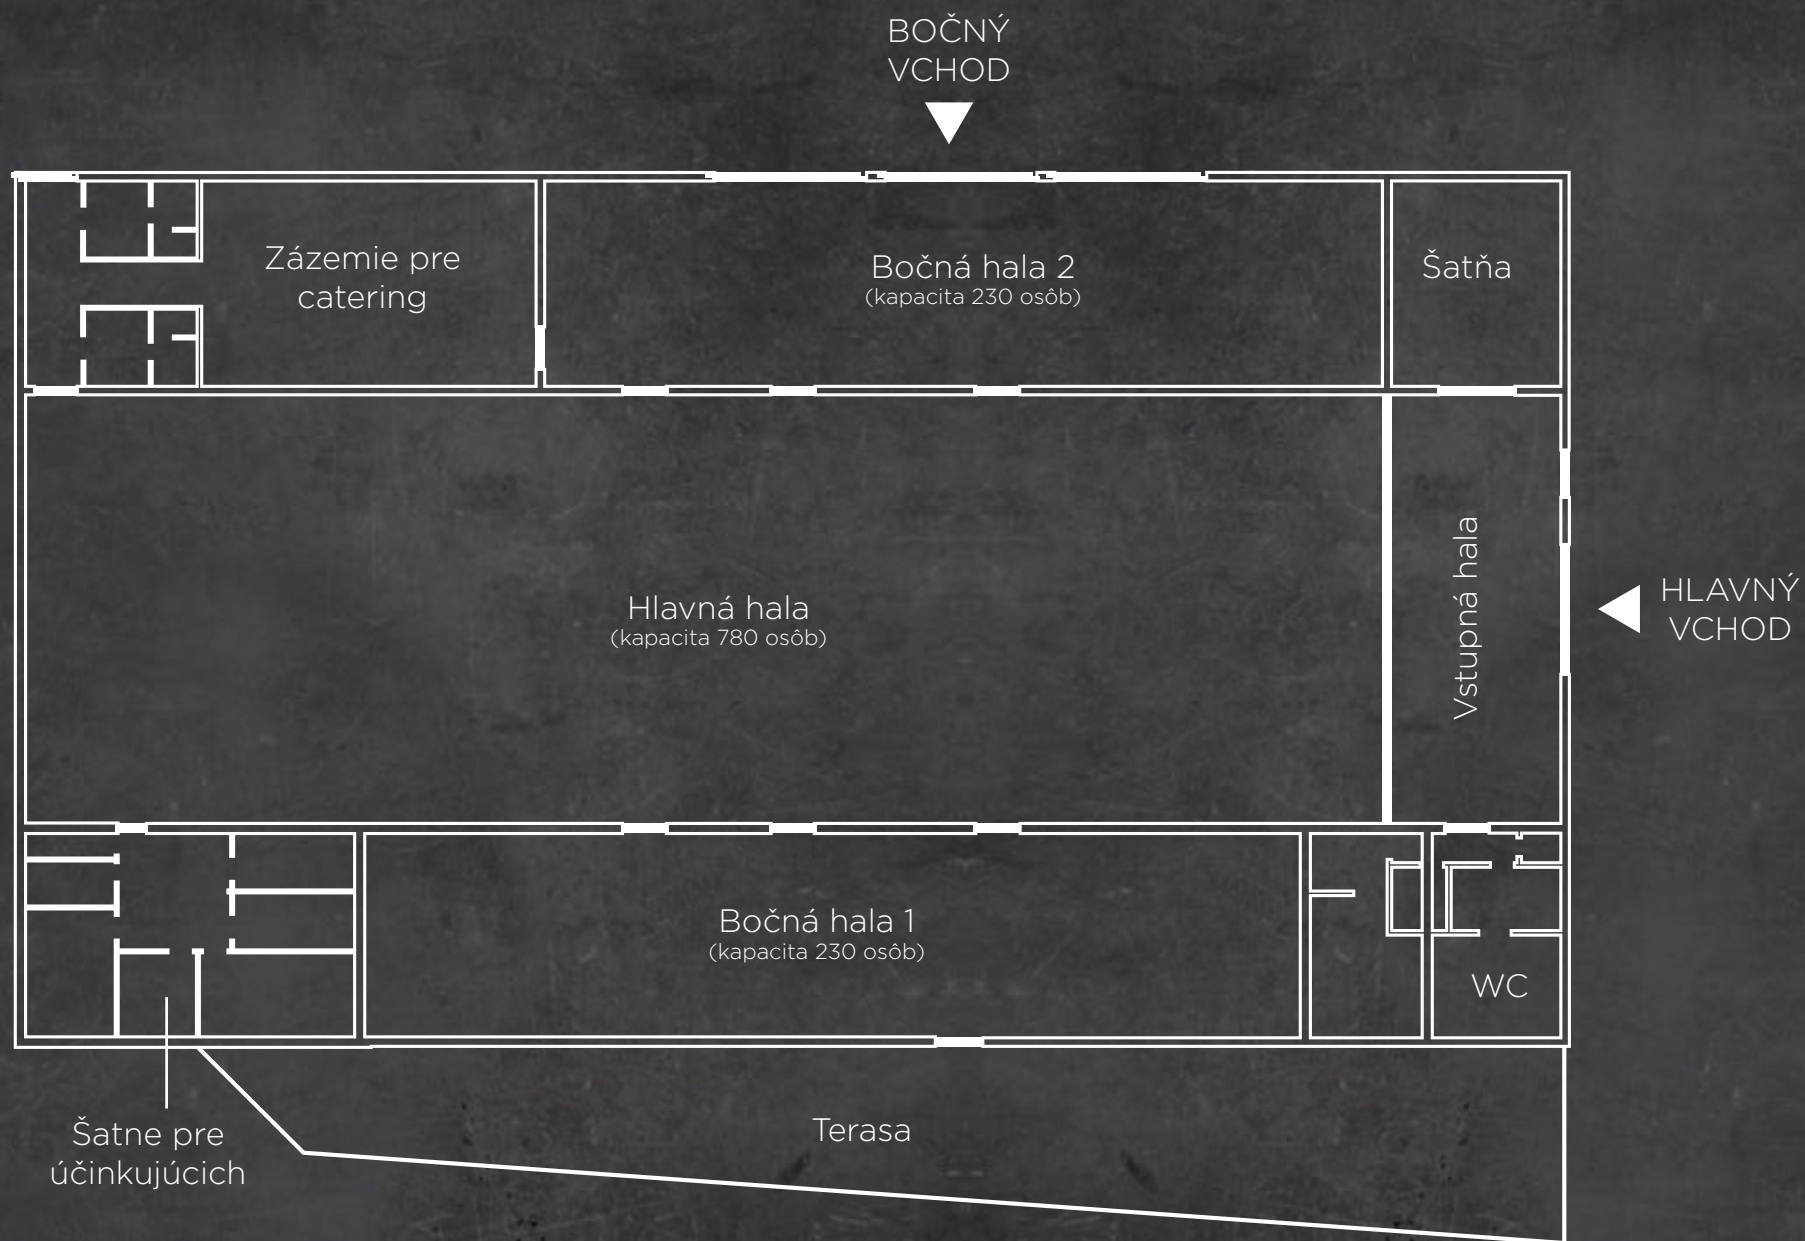 BOČNÝ
VCHOD
Zázemie pre
catering
Bočná hala 2
(kapacita 230 osôb)
Šatňa
Hlavná hala
(kapacita 780 osôb)
Vstupná hala
HLAVNÝ
VCHOD
Bočná hala 1
(kapacita 230 osôb)
WC
Šatne pre
účinkujúcich
Terasa